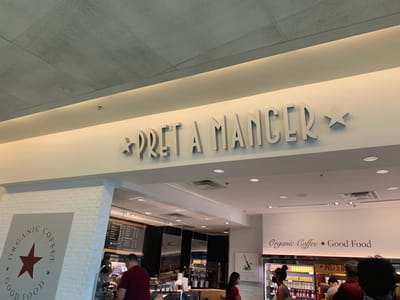 ★ PRET A MANGER ★
Organic Coffee ★ Good Food
ORGANIC COFFEE
GOOD FOOD